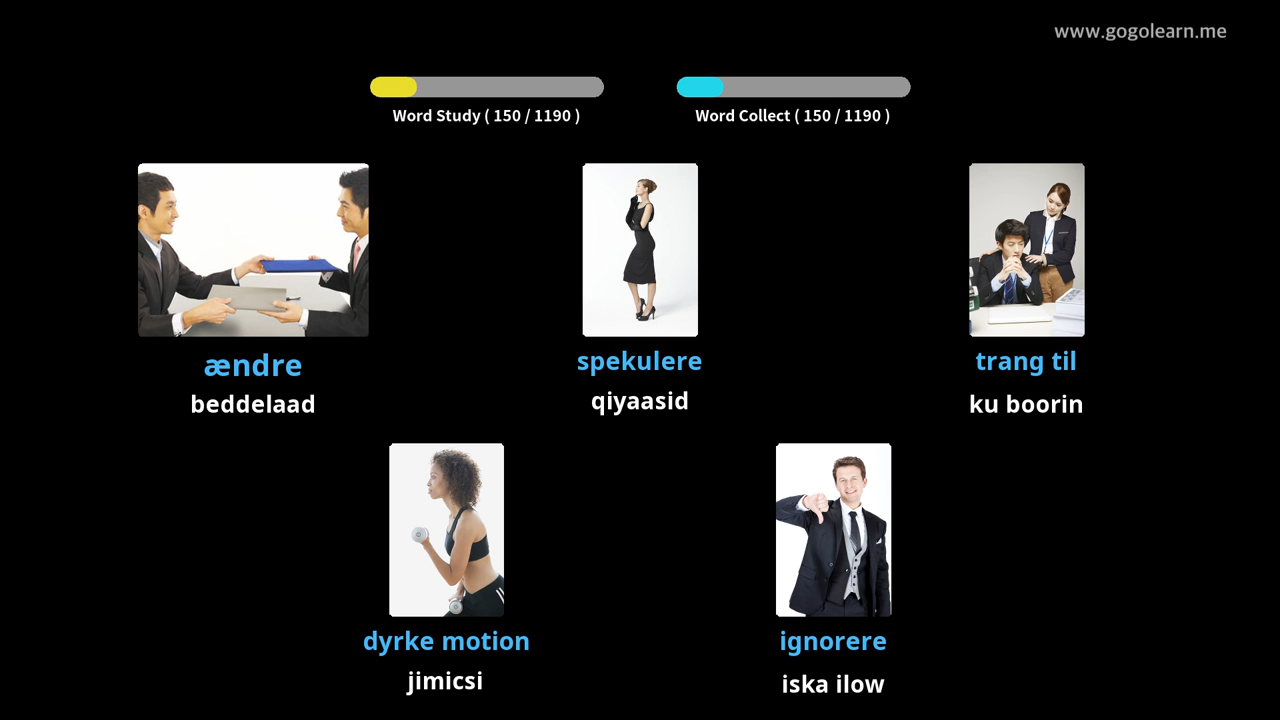 www.gogolearn.me
Word Study ( 150 / 1190 )
Word Collect ( 150 / 1190 )
ændre
beddelaad
spekulere
qiyaasid
trang til
ku boorin
dyrke motion
jimicsi
ignorere
iska ilow